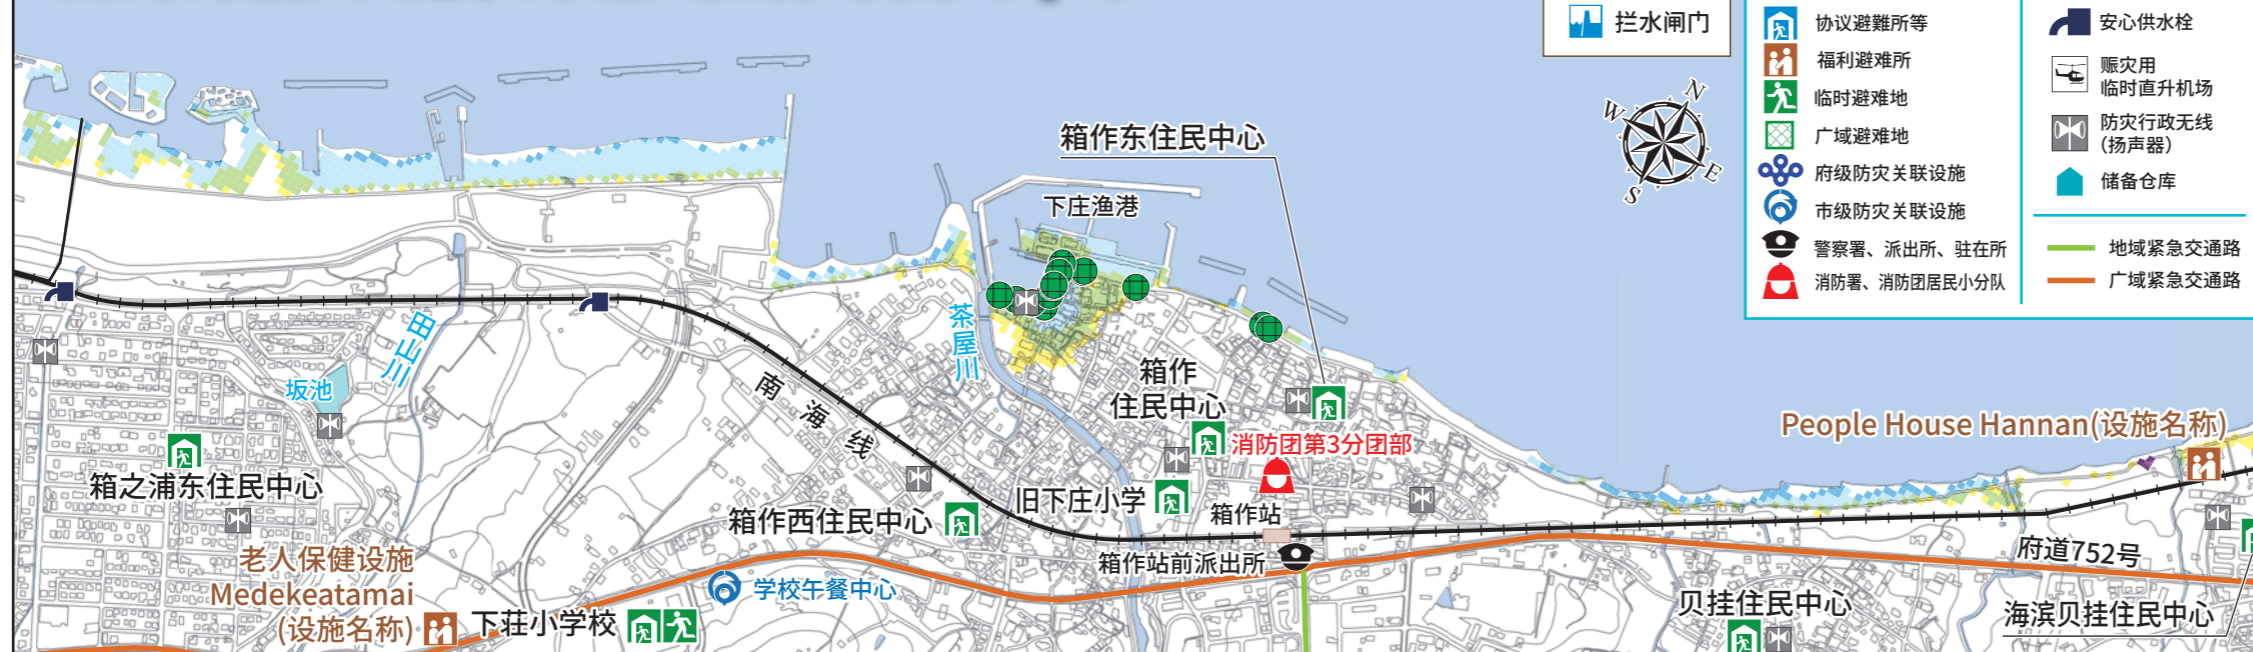 拦水闸门
协议避難所等
福利避难所
临时避难地
广域避难地
府级防灾关联设施
市级防灾关联设施
警察署、派出所、驻在所
消防署、消防团居民小分队
安心供水栓
赈灾用
临时直升机场
防灾行政无线
(扬声器)
储备仓库
地域紧急交通路
广域紧急交通路
N
W
E
S
箱作东住民中心
下庄渔港
茶屋川
田山川
坂池
南海线
箱作
住民中心
消防团第3分团部
People House Hannan(设施名称)
箱之浦东住民中心
旧下庄小学
箱作站
箱作西住民中心
箱作站前派出所
府道752号
老人保健设施
Medekeatamai
(设施名称)
学校午餐中心
下荘小学校
贝挂住民中心
海滨贝挂住民中心